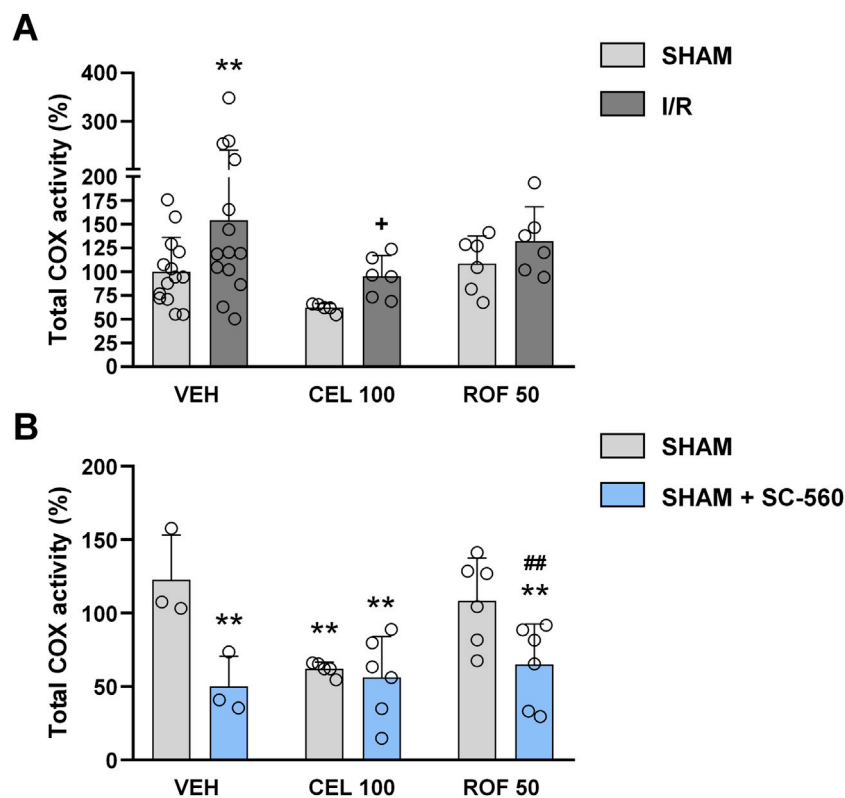 A
Total COX activity (%)
400
300
200
175
150
125
100
75
50
25
0
**
+
VEH
CEL 100
ROF 50
SHAM
I/R
B
Total COX activity (%)
200
150
100
50
0
**
**
**
##
**
VEH
CEL 100
ROF 50
SHAM
SHAM + SC-560